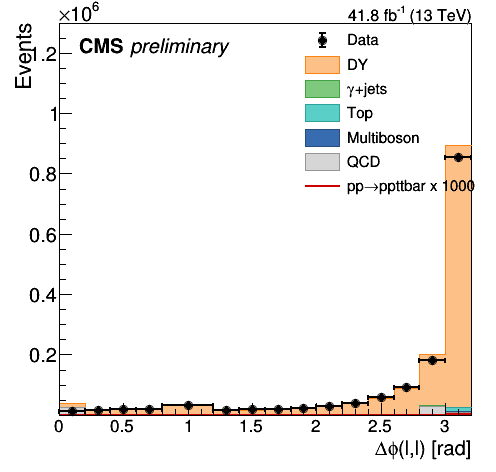 ×10⁶
41.8 fb⁻¹ (13 TeV)
Events
CMS preliminary
Data
DY
γ+jets
Top
Multiboson
QCD
pp→ppttbar x 1000
1.2
1
0.8
0.6
0.4
0.2
0 0.5 1 1.5 2 2.5 3
Δϕ(l,l) [rad]